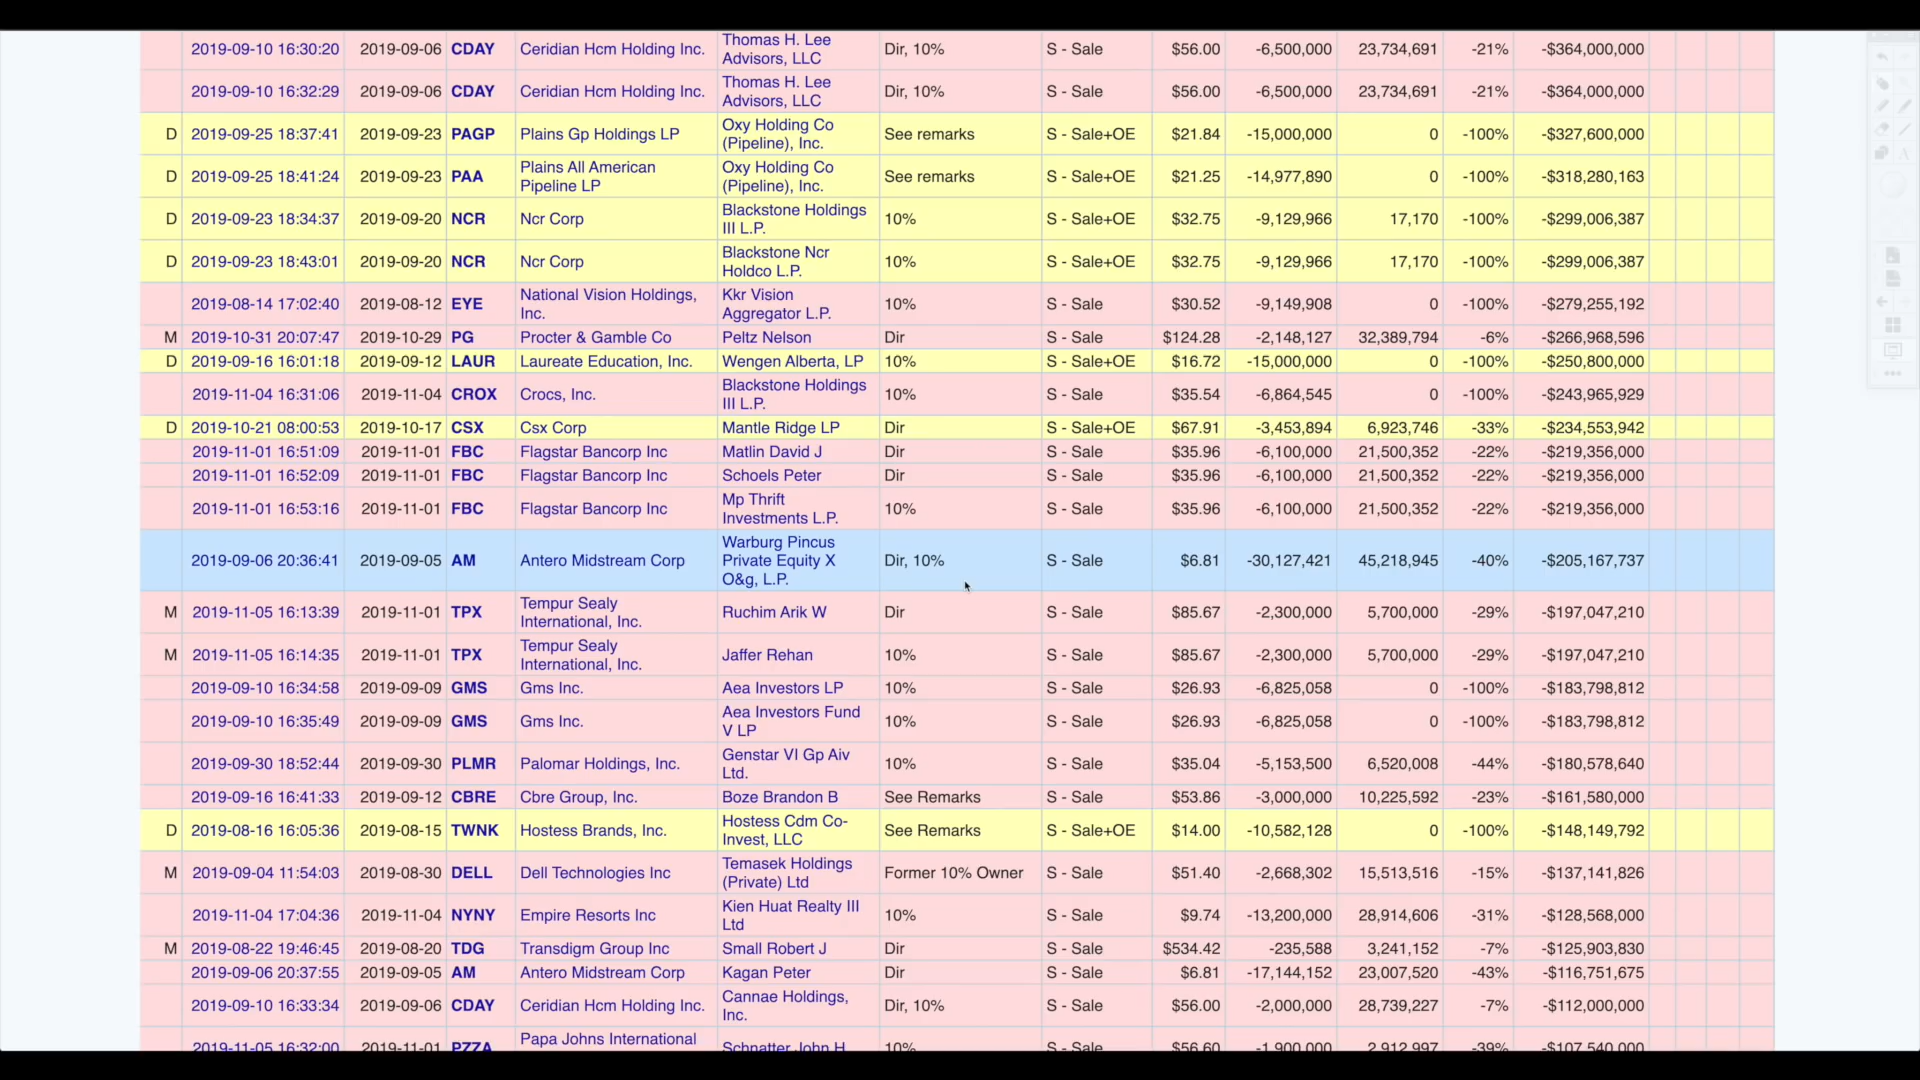 2019-09-10 16:30:20 2019-09-06 CDAY Ceridian Hcm Holding Inc. Thomas H. Lee Advisors, LLC Dir, 10% S - Sale $56.00 -6,500,000 23,734,691 -21% -$364,000,000
2019-09-10 16:32:29 2019-09-06 CDAY Ceridian Hcm Holding Inc. Thomas H. Lee Advisors, LLC Dir, 10% S - Sale $56.00 -6,500,000 23,734,691 -21% -$364,000,000
D 2019-09-25 18:37:41 2019-09-23 PAGP Plains Gp Holdings LP Oxy Holding Co (Pipeline), Inc. See remarks S - Sale+OE $21.84 -15,000,000 0 -100% -$327,600,000
D 2019-09-25 18:41:24 2019-09-23 PAA Plains All American Pipeline LP Oxy Holding Co (Pipeline), Inc. See remarks S - Sale+OE $21.25 -14,977,890 0 -100% -$318,280,163
D 2019-09-23 18:34:37 2019-09-20 NCR Ncr Corp Blackstone Holdings III L.P. 10% S - Sale+OE $32.75 -9,129,966 17,170 -100% -$299,006,387
D 2019-09-23 18:43:01 2019-09-20 NCR Ncr Corp Blackstone Ncr Holdco L.P. 10% S - Sale+OE $32.75 -9,129,966 17,170 -100% -$299,006,387
2019-08-14 17:02:40 2019-08-12 EYE National Vision Holdings, Inc. Kkr Vision Aggregator L.P. 10% S - Sale $30.52 -9,149,908 0 -100% -$279,255,192
M 2019-10-31 20:07:47 2019-10-29 PG Procter & Gamble Co Peltz Nelson Dir S - Sale $124.28 -2,148,127 32,389,794 -6% -$266,968,596
D 2019-09-16 16:01:18 2019-09-12 LAUR Laureate Education, Inc. Wengen Alberta, LP 10% S - Sale+OE $16.72 -15,000,000 0 -100% -$250,800,000
2019-11-04 16:31:06 2019-11-04 CROX Crocs, Inc. Blackstone Holdings III L.P. 10% S - Sale $35.54 -6,864,545 0 -100% -$243,965,929
D 2019-10-21 08:00:53 2019-10-17 CSX Csx Corp Mantle Ridge LP Dir S - Sale+OE $67.91 -3,453,894 6,923,746 -33% -$234,553,942
2019-11-01 16:51:09 2019-11-01 FBC Flagstar Bancorp Inc Matlin David J Dir S - Sale $35.96 -6,100,000 21,500,352 -22% -$219,356,000
2019-11-01 16:52:09 2019-11-01 FBC Flagstar Bancorp Inc Schoels Peter Dir S - Sale $35.96 -6,100,000 21,500,352 -22% -$219,356,000
2019-11-01 16:53:16 2019-11-01 FBC Flagstar Bancorp Inc Mp Thrift Investments L.P. 10% S - Sale $35.96 -6,100,000 21,500,352 -22% -$219,356,000
2019-09-06 20:36:41 2019-09-05 AM Antero Midstream Corp Warburg Pincus Private Equity X O&g, L.P. Dir, 10% S - Sale $6.81 -30,127,421 45,218,945 -40% -$205,167,737
M 2019-11-05 16:13:39 2019-11-01 TPX Tempur Sealy International, Inc. Ruchim Arik W Dir S - Sale $85.67 -2,300,000 5,700,000 -29% -$197,047,210
M 2019-11-05 16:14:35 2019-11-01 TPX Tempur Sealy International, Inc. Jaffer Rehan 10% S - Sale $85.67 -2,300,000 5,700,000 -29% -$197,047,210
2019-09-10 16:34:58 2019-09-09 GMS Gms Inc. Aea Investors LP 10% S - Sale $26.93 -6,825,058 0 -100% -$183,798,812
2019-09-10 16:35:49 2019-09-09 GMS Gms Inc. Aea Investors Fund V LP 10% S - Sale $26.93 -6,825,058 0 -100% -$183,798,812
2019-09-30 18:52:44 2019-09-30 PLMR Palomar Holdings, Inc. Genstar VI Gp Aiv Ltd. 10% S - Sale $35.04 -5,153,500 6,520,008 -44% -$180,578,640
2019-09-16 16:41:33 2019-09-12 CBRE Cbre Group, Inc. Boze Brandon B See Remarks S - Sale $53.86 -3,000,000 10,225,592 -23% -$161,580,000
D 2019-08-16 16:05:36 2019-08-15 TWNK Hostess Brands, Inc. Hostess Cdm Co-Invest, LLC See Remarks S - Sale+OE $14.00 -10,582,128 0 -100% -$148,149,792
M 2019-09-04 11:54:03 2019-08-30 DELL Dell Technologies Inc Temasek Holdings (Private) Ltd Former 10% Owner S - Sale $51.40 -2,668,302 15,513,516 -15% -$137,141,826
2019-11-04 17:04:36 2019-11-04 NYNY Empire Resorts Inc Kien Huat Realty III Ltd 10% S - Sale $9.74 -13,200,000 28,914,606 -31% -$128,568,000
M 2019-08-22 19:46:45 2019-08-20 TDG Transdigm Group Inc Small Robert J Dir S - Sale $534.42 -235,588 3,241,152 -7% -$125,903,830
2019-09-06 20:37:55 2019-09-05 AM Antero Midstream Corp Kagan Peter Dir S - Sale $6.81 -17,144,152 23,007,520 -43% -$116,751,675
2019-09-10 16:33:34 2019-09-06 CDAY Ceridian Hcm Holding Inc. Cannae Holdings, Inc. Dir, 10% S - Sale $56.00 -2,000,000 28,739,227 -7% -$112,000,000
2019-11-05 16:32:00 2019-11-01 PZZA Papa Johns International Schnatter John H 10% S - Sale $56.60 -1,900,000 2,912,997 -39% -$107,540,000